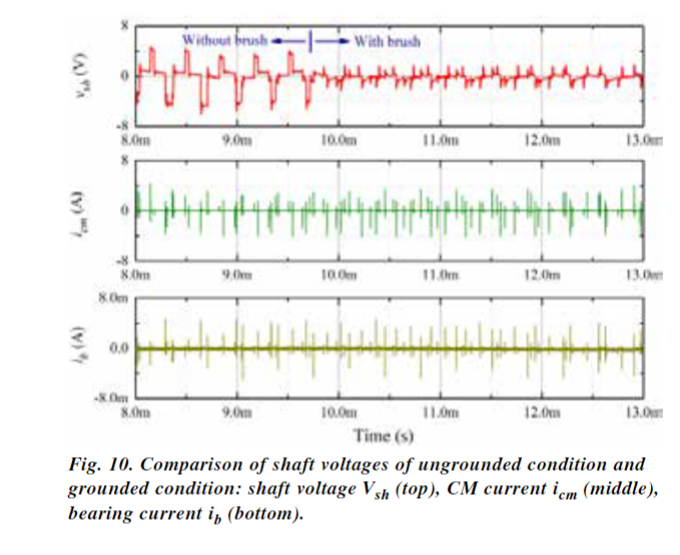 8
Without brush
With brush
v_sh (V)
0
-8
8.0m 9.0m 10.0m 11.0m 12.0m 13.0m
8
i_cm (A)
0
-8
8.0m 9.0m 10.0m 11.0m 12.0m 13.0m
8.0m
i_b (A)
0.0
-8.0m
8.0m 9.0m 10.0m 11.0m 12.0m 13.0m
Time (s)
Fig. 10. Comparison of shaft voltages of ungrounded condition and
grounded condition: shaft voltage V_sh (top), CM current i_cm (middle),
bearing current i_b (bottom).